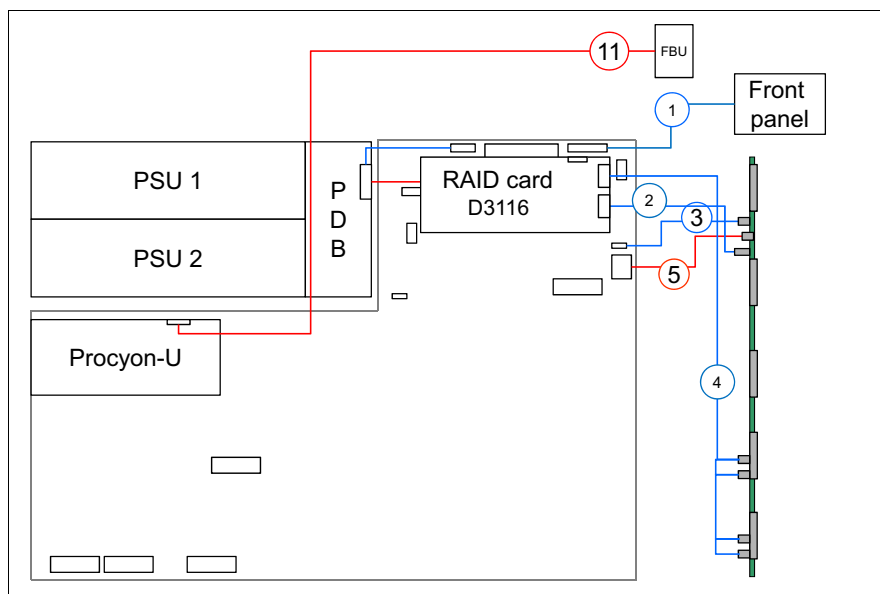 11
FBU
1
Front
panel
PSU 1
P
D
B
RAID card
D3116
2
3
PSU 2
5
Procyon-U
4